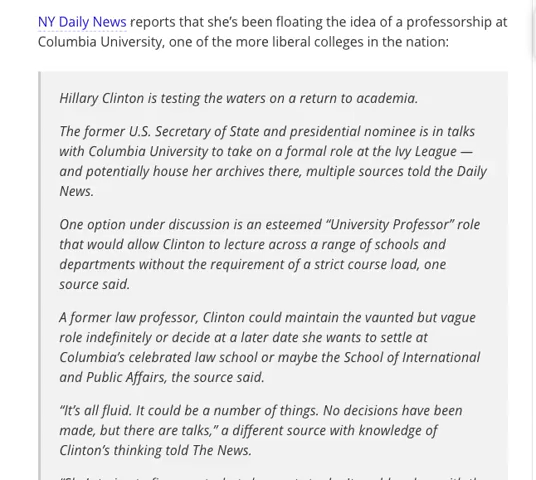 NY Daily News reports that she’s been floating the idea of a professorship at
Columbia University, one of the more liberal colleges in the nation:
Hillary Clinton is testing the waters on a return to academia.
The former U.S. Secretary of State and presidential nominee is in talks
with Columbia University to take on a formal role at the Ivy League —
and potentially house her archives there, multiple sources told the Daily
News.
One option under discussion is an esteemed “University Professor” role
that would allow Clinton to lecture across a range of schools and
departments without the requirement of a strict course load, one
source said.
A former law professor, Clinton could maintain the vaunted but vague
role indefinitely or decide at a later date she wants to settle at
Columbia’s celebrated law school or maybe the School of International
and Public Affairs, the source said.
“It’s all fluid. It could be a number of things. No decisions have been
made, but there are talks,” a different source with knowledge of
Clinton’s thinking told The News.